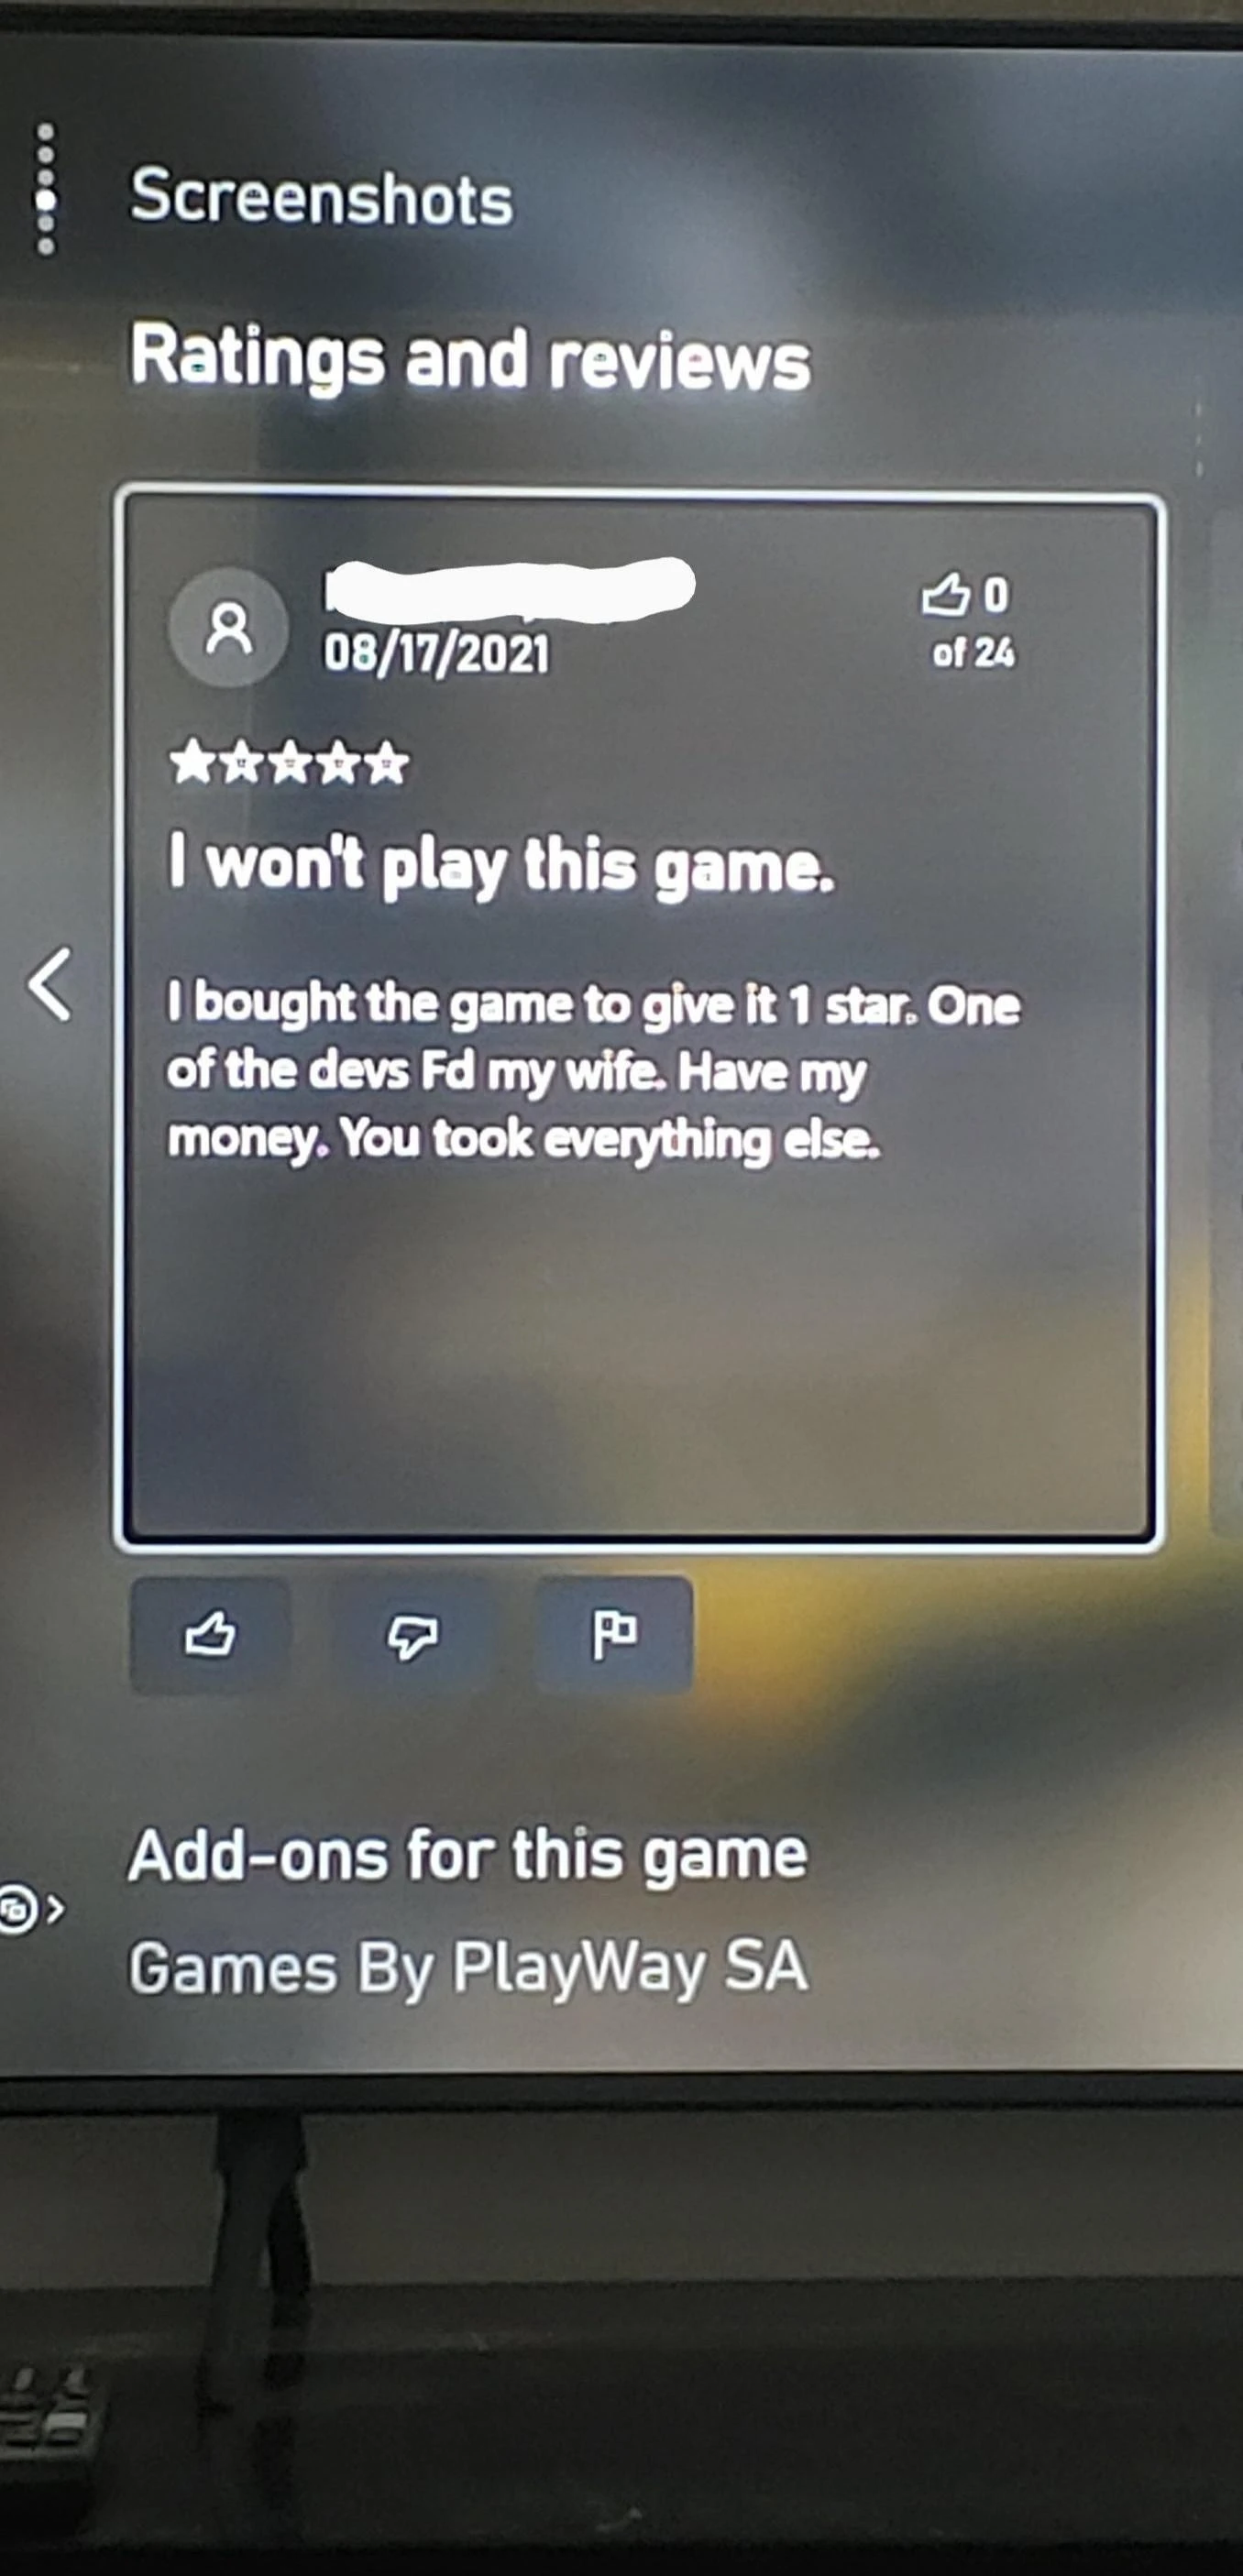 Screenshots
Ratings and reviews
08/17/2021
0
of 24
I won't play this game.
I bought the game to give it 1 star. One
of the devs Fd my wife. Have my
money. You took everything else.
Add-ons for this game
Games By PlayWay SA